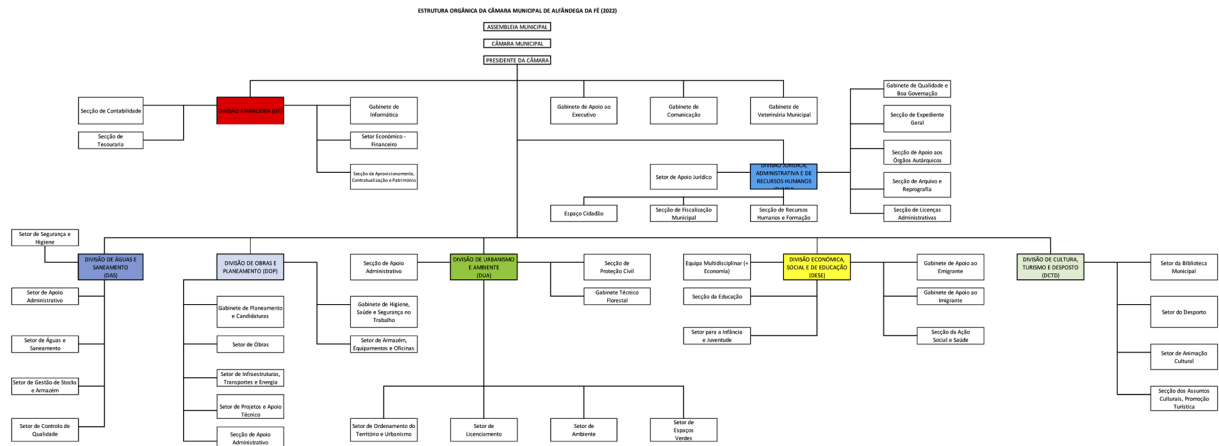 ESTRUTURA ORGÂNICA DA CÂMARA MUNICIPAL DE ALFÂNDEGA DA FÉ (2022)
ASSEMBLEIA MUNICIPAL
CÂMARA MUNICIPAL
PRESIDENTE DA CÂMARA
Secção de Contabilidade
DIVISÃO FINANCEIRA (DF)
Gabinete de
Informática
Secção de
Tesouraria
Setor Económico -
Financeiro
Secção de Aprovisionamento,
Contratualização e Património
Gabinete de Apoio ao
Executivo
Gabinete de
Comunicação
Gabinete de
Veterinária Municipal
Gabinete de Qualidade e
Boa Governação
Secção de Expediente
Geral
Secção de Apoio aos
Órgãos Autárquicos
Secção de Arquivo e
Reprografia
Secção de Licenças
Administrativas
Setor de Apoio Jurídico
DIVISÃO JURÍDICA,
ADMINISTRATIVA E DE
RECURSOS HUMANOS
Espaço Cidadão
Secção de Fiscalização
Municipal
Secção de Recursos
Humanos e Formação
Setor de Segurança e
Higiene
DIVISÃO DE ÁGUAS E
SANEAMENTO
(DAS)
Setor de Apoio
Administrativo
Setor de Águas e
Saneamento
Setor de Gestão de Stocks
e Armazém
Setor de Controlo de
Qualidade
DIVISÃO DE OBRAS E
PLANEAMENTO (DOP)
Gabinete de Planeamento
e Candidaturas
Setor de Obras
Setor de Infraestruturas,
Transportes e Energia
Setor de Projetos e Apoio
Técnico
Secção de Apoio
Administrativo
Gabinete de Higiene,
Saúde e Segurança no
Trabalho
Setor de Armazém,
Equipamentos e Oficinas
Secção de Apoio
Administrativo
DIVISÃO DE URBANISMO
E AMBIENTE
(DUA)
Secção de
Proteção Civil
Gabinete Técnico
Florestal
Setor de Ordenamento do
Território e Urbanismo
Setor de
Licenciamento
Setor de
Ambiente
Setor de
Espaços
Verdes
Equipa Multidisciplinar (+
Economia)
DIVISÃO ECONÓMICA,
SOCIAL E DE EDUCAÇÃO
(DESE)
Gabinete de Apoio ao
Emigrante
Secção da Educação
Gabinete de Apoio ao
Imigrante
Setor para a Infância
e Juventude
Secção da Ação
Social e Saúde
DIVISÃO DE CULTURA,
TURISMO E DESPOSTO
(DCTD)
Setor da Biblioteca
Municipal
Setor do Desporto
Setor de Animação
Cultural
Secção dos Assuntos
Culturais, Promoção
Turística